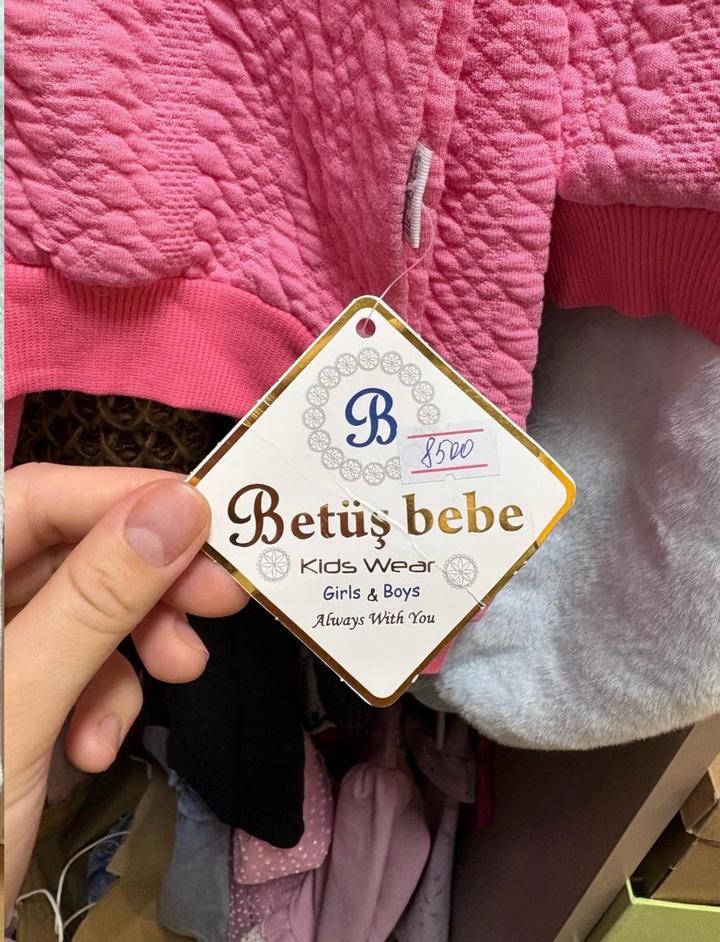 B
8500
Betüş bebe
Kids Wear
Girls & Boys
Always With You